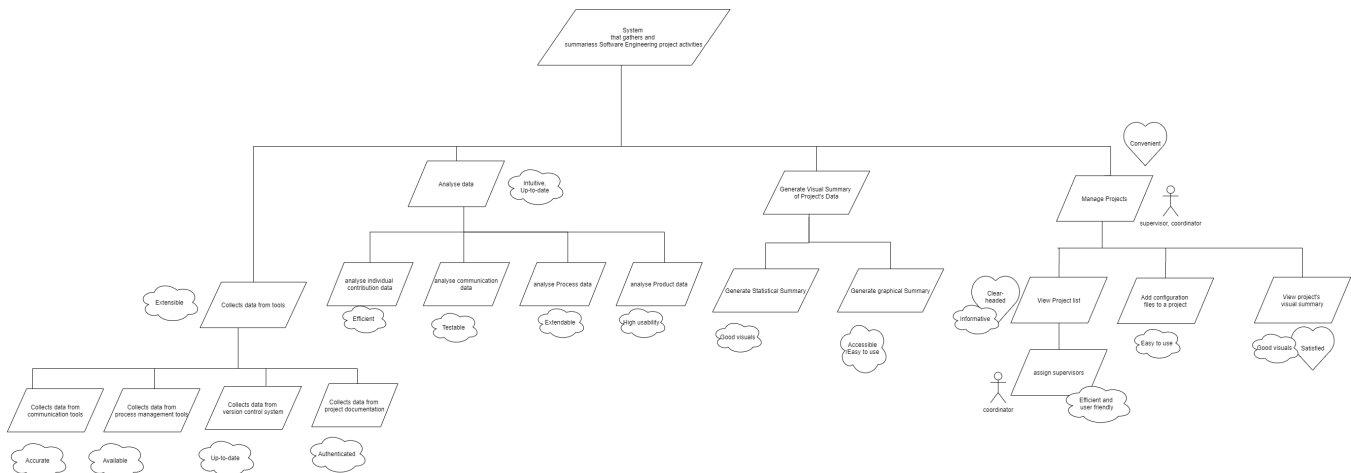 System
that gathers and
summariess Software Engineering project activities
Convenient
Analyse data
Intuitive,
Up-to-date
Generate Visual Summary
of Project's Data
Manage Projects
supervisor, coordinator
Extensible
Collects data from tools
analyse individual
contribution data
Efficient
analyse communication
data
Testable
analyse Process data
Extendable
analyse Product data
High usability
Generate Statistical Summary
Good visuals
Generate graphical Summary
Accessible
/Easy to use
Clear-
headed
Informative
View Project list
Add configuration
files to a project
Easy to use
View project's
visual summary
Good visuals
Satisfied
assign supervisors
coordinator
Efficient and
user friendly
Collects data from
communication tools
Accurate
Collects data from
process management tools
Available
Collects data from
version control system
Up-to-date
Collects data from
project documentation
Authenticated